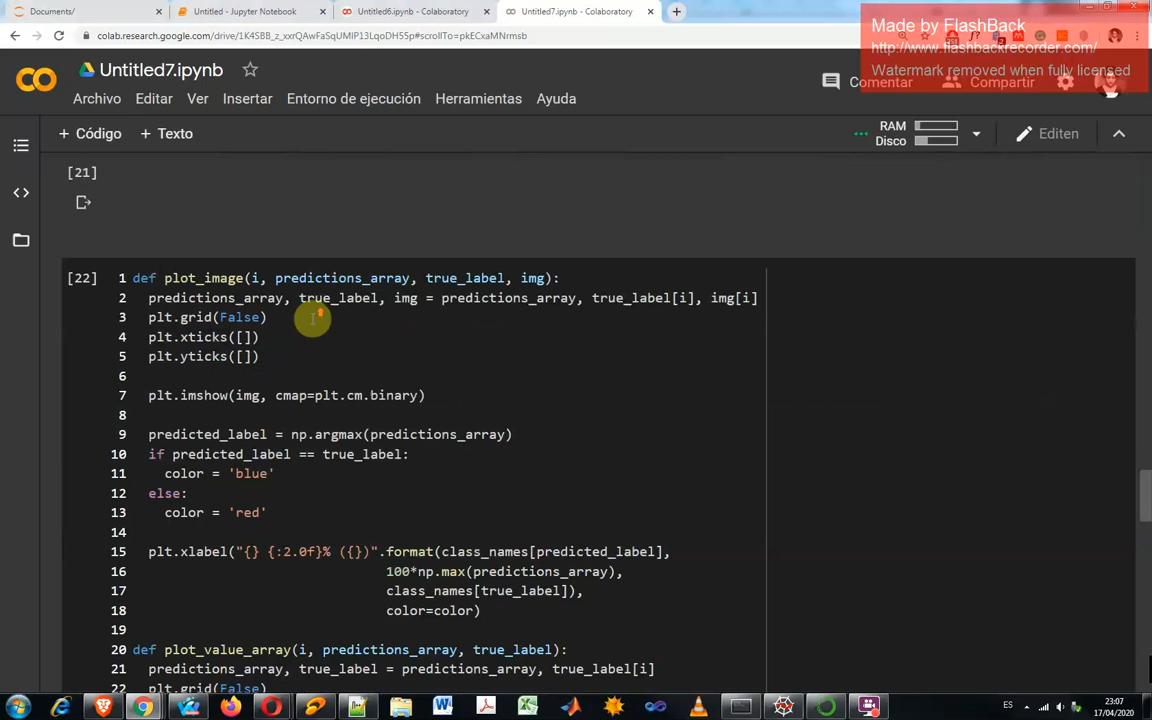 Documents/
Untitled - Jupyter Notebook
Untitled6.ipynb - Colaboratory
Untitled7.ipynb - Colaboratory
Made by FlashBack
colab.research.google.com/drive/1K4SBB_z_xxrQAwFaSqUMIP13LqoDH55p#scrollTo=pkECxaMNrmsb
http://www.flashbackrecorder.com/
Watermark removed when fully licensed
Untitled7.ipynb
Comentar
Compartir
Archivo Editar Ver Insertar Entorno de ejecución Herramientas Ayuda
+ Código + Texto
RAM
Disco
Editen
[21]
[22]
1 def plot_image(i, predictions_array, true_label, img):
2 predictions_array, true_label, img = predictions_array, true_label[i], img[i]
3 plt.grid(False)
4 plt.xticks([])
5 plt.yticks([])
6
7 plt.imshow(img, cmap=plt.cm.binary)
8
9 predicted_label = np.argmax(predictions_array)
10 if predicted_label == true_label:
11 color = 'blue'
12 else:
13 color = 'red'
14
15 plt.xlabel("{} {:2.0f}% ({})".format(class_names[predicted_label],
16 100*np.max(predictions_array),
17 class_names[true_label]),
18 color=color)
19
20 def plot_value_array(i, predictions_array, true_label):
21 predictions_array, true_label = predictions_array, true_label[i]
22 plt.grid(False)
ES
23:07
17/04/2020